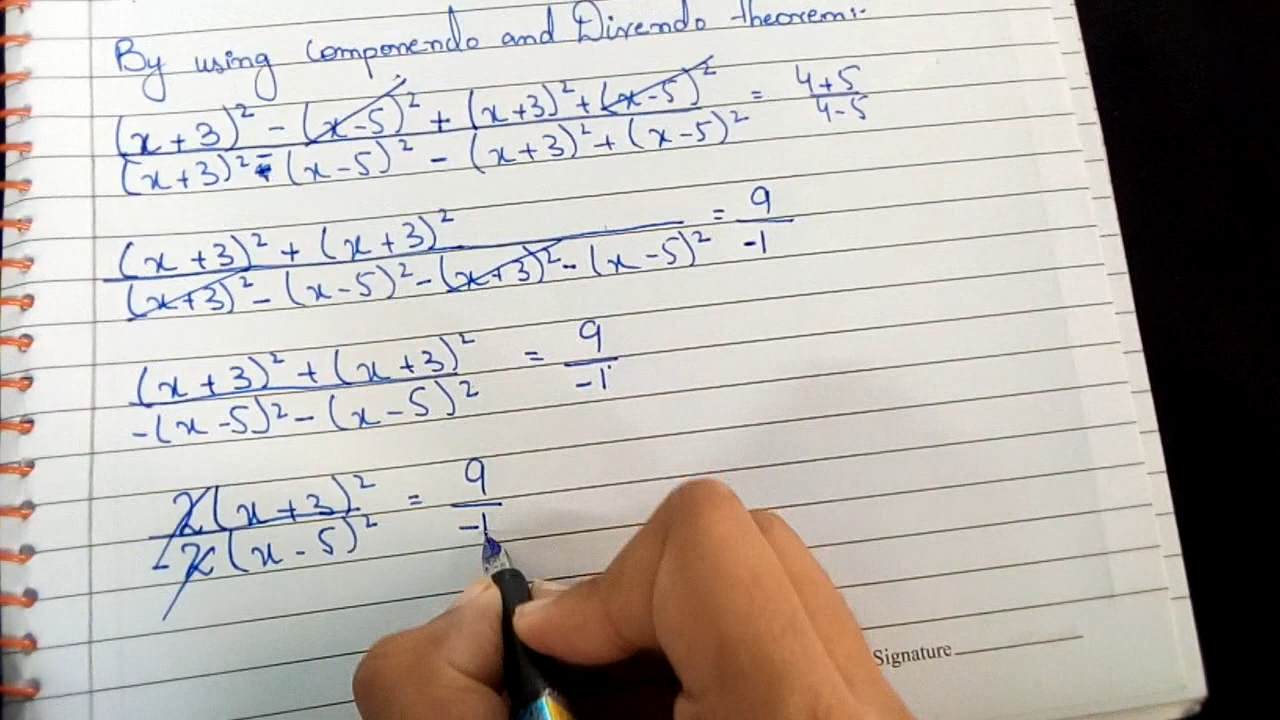 By using Componendo and Divendo theorem:-
(x+3)² - (x-5)² + (x+3)² + (x-5)² = 4+5
(x+3)² - (x-5)² - (x+3)² + (x-5)² 4-5
(x+3)² + (x+3)² = 9
(x+3)² - (x-5)² - (x+3)² - (x-5)² -1
(x+3)² + (x+3)² = 9
-(x-5)² - (x-5)² -1
2(x+3)² = 9
-2(x-5)² -1
Signature